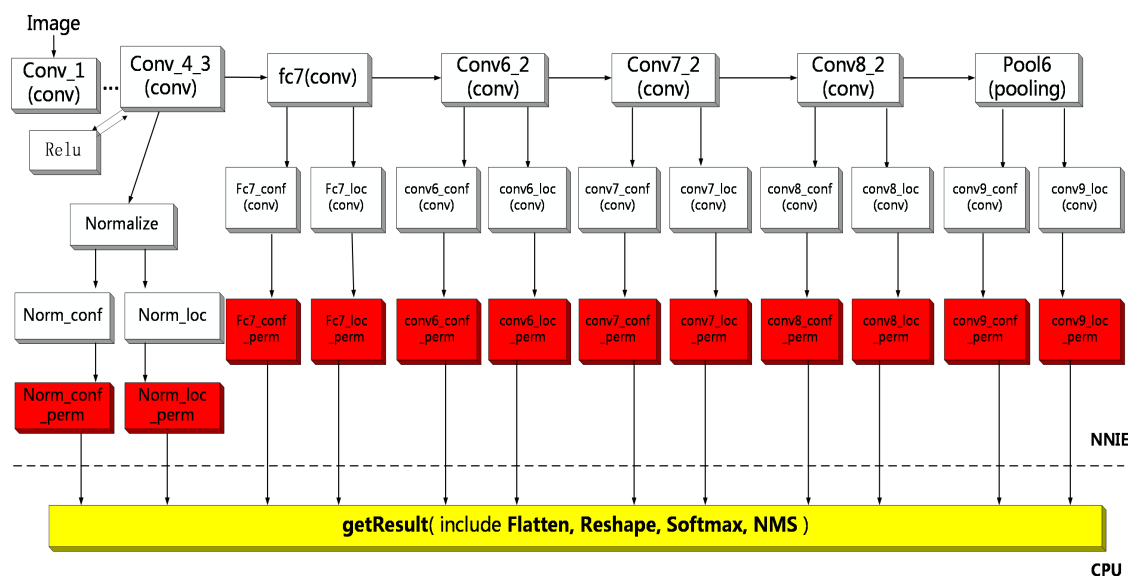 Image
Conv_1
(conv)
...
Conv_4_3
(conv)
fc7(conv)
Conv6_2
(conv)
Conv7_2
(conv)
Conv8_2
(conv)
Pool6
(pooling)
Relu
Fc7_conf
(conv)
Fc7_loc
(conv)
conv6_conf
(conv)
conv6_loc
(conv)
conv7_conf
(conv)
conv7_loc
(conv)
conv8_conf
(conv)
conv8_loc
(conv)
conv9_conf
(conv)
conv9_loc
(conv)
Normalize
Norm_conf
Norm_loc
Fc7_conf
_perm
Fc7_loc
_perm
conv6_conf
_perm
conv6_loc
_perm
conv7_conf
_perm
conv7_loc
_perm
conv8_conf
_perm
conv8_loc
_perm
conv9_conf
_perm
conv9_loc
_perm
Norm_conf
_perm
Norm_loc
_perm
NNIE
getResult( include Flatten, Reshape, Softmax, NMS )
CPU